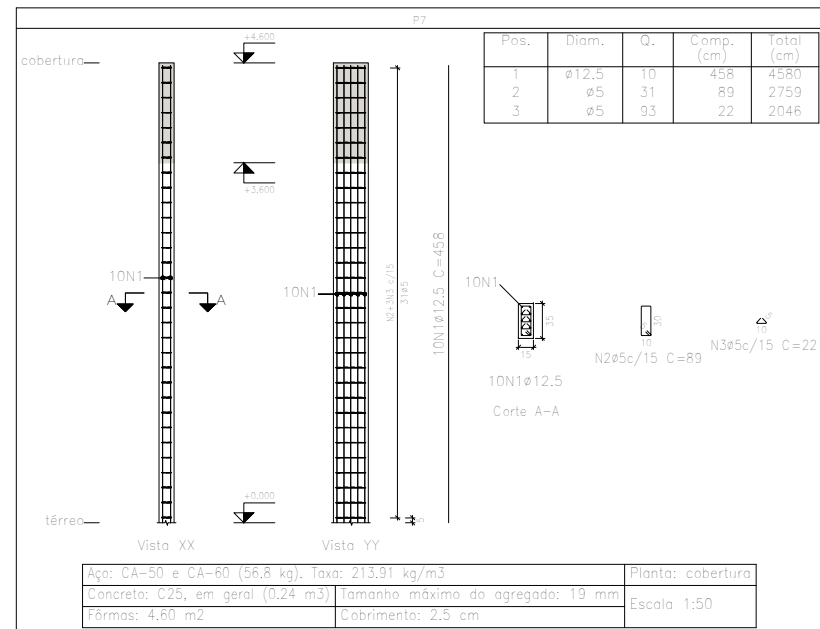 P7
Pos. Diam. Q. Comp. (cm) Total (cm)
1 ø12.5 10 458 4580
2 ø5 31 89 2759
3 ø5 93 22 2046
+4.600
cobertura
+3.600
10N1
A A
10N1
N2+3N3 c/15
31ø5
10N1ø12.5 C=458
+0.000
térreo
5
Vista XX
Vista YY
10N1
35
15
10N1ø12.5
Corte A-A
30
10
N2ø5c/15 C=89
5
10
N3ø5c/15 C=22
Aço: CA-50 e CA-60 (56.8 kg). Taxa: 213.91 kg/m3
Planta: cobertura
Concreto: C25, em geral (0.24 m3)
Tamanho máximo do agregado: 19 mm
Escala 1:50
Fôrmas: 4.60 m2
Cobrimento: 2.5 cm